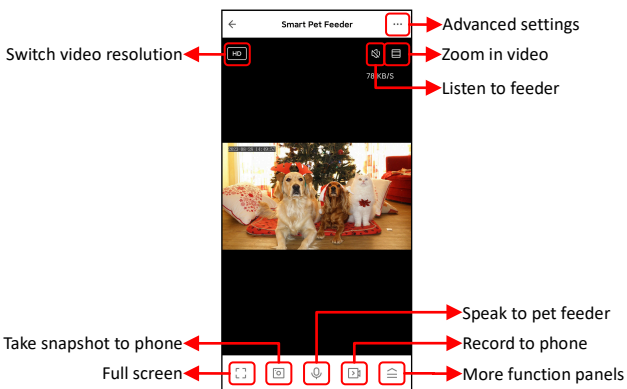 Smart Pet Feeder
Advanced settings
Switch video resolution
HD
Zoom in video
78 KB/S
Listen to feeder
Speak to pet feeder
Take snapshot to phone
Record to phone
Full screen
More function panels